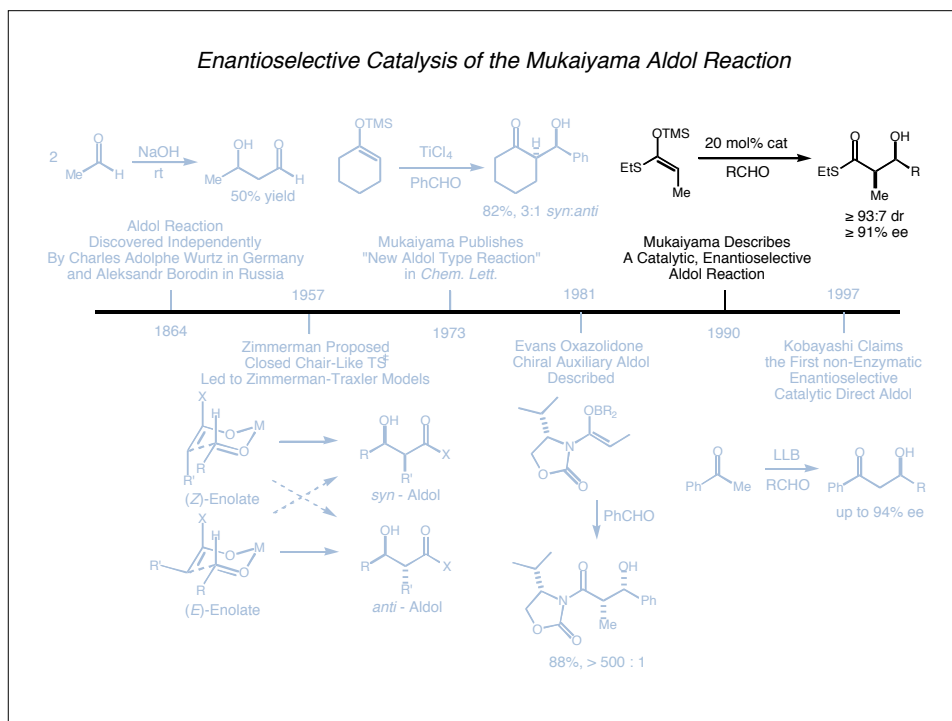 Enantioselective Catalysis of the Mukaiyama Aldol Reaction
2
O
Me
H
NaOH
rt
OH
O
Me
H
50% yield
OTMS
TiCl4
PhCHO
O
H
OH
Ph
82%, 3:1 syn:anti
OTMS
EtS
Me
20 mol% cat
RCHO
O
OH
EtS
R
Me
≥ 93:7 dr
≥ 91% ee
Aldol Reaction
Discovered Independently
By Charles Adolphe Wurtz in Germany
and Aleksandr Borodin in Russia
Mukaiyama Publishes
"New Aldol Type Reaction"
in Chem. Lett.
Mukaiyama Describes
A Catalytic, Enantioselective
Aldol Reaction
1957
1981
1997
1864
1973
1990
Zimmerman Proposed
Closed Chair-Like TS‡
Led to Zimmerman-Traxler Models
Evans Oxazolidone
Chiral Auxiliary Aldol
Described
Kobayashi Claims
the First non-Enzymatic
Enantioselective
Catalytic Direct Aldol
X
H
O
M
O
R
R'
(Z)-Enolate
OH
O
R
X
R'
syn - Aldol
X
H
O
M
R'
O
R
(E)-Enolate
OH
O
R
X
R'
anti - Aldol
OBR2
N
O
O
PhCHO
O
OH
N
Ph
O
Me
O
88%, > 500 : 1
O
Ph
Me
LLB
RCHO
O
OH
Ph
R
up to 94% ee